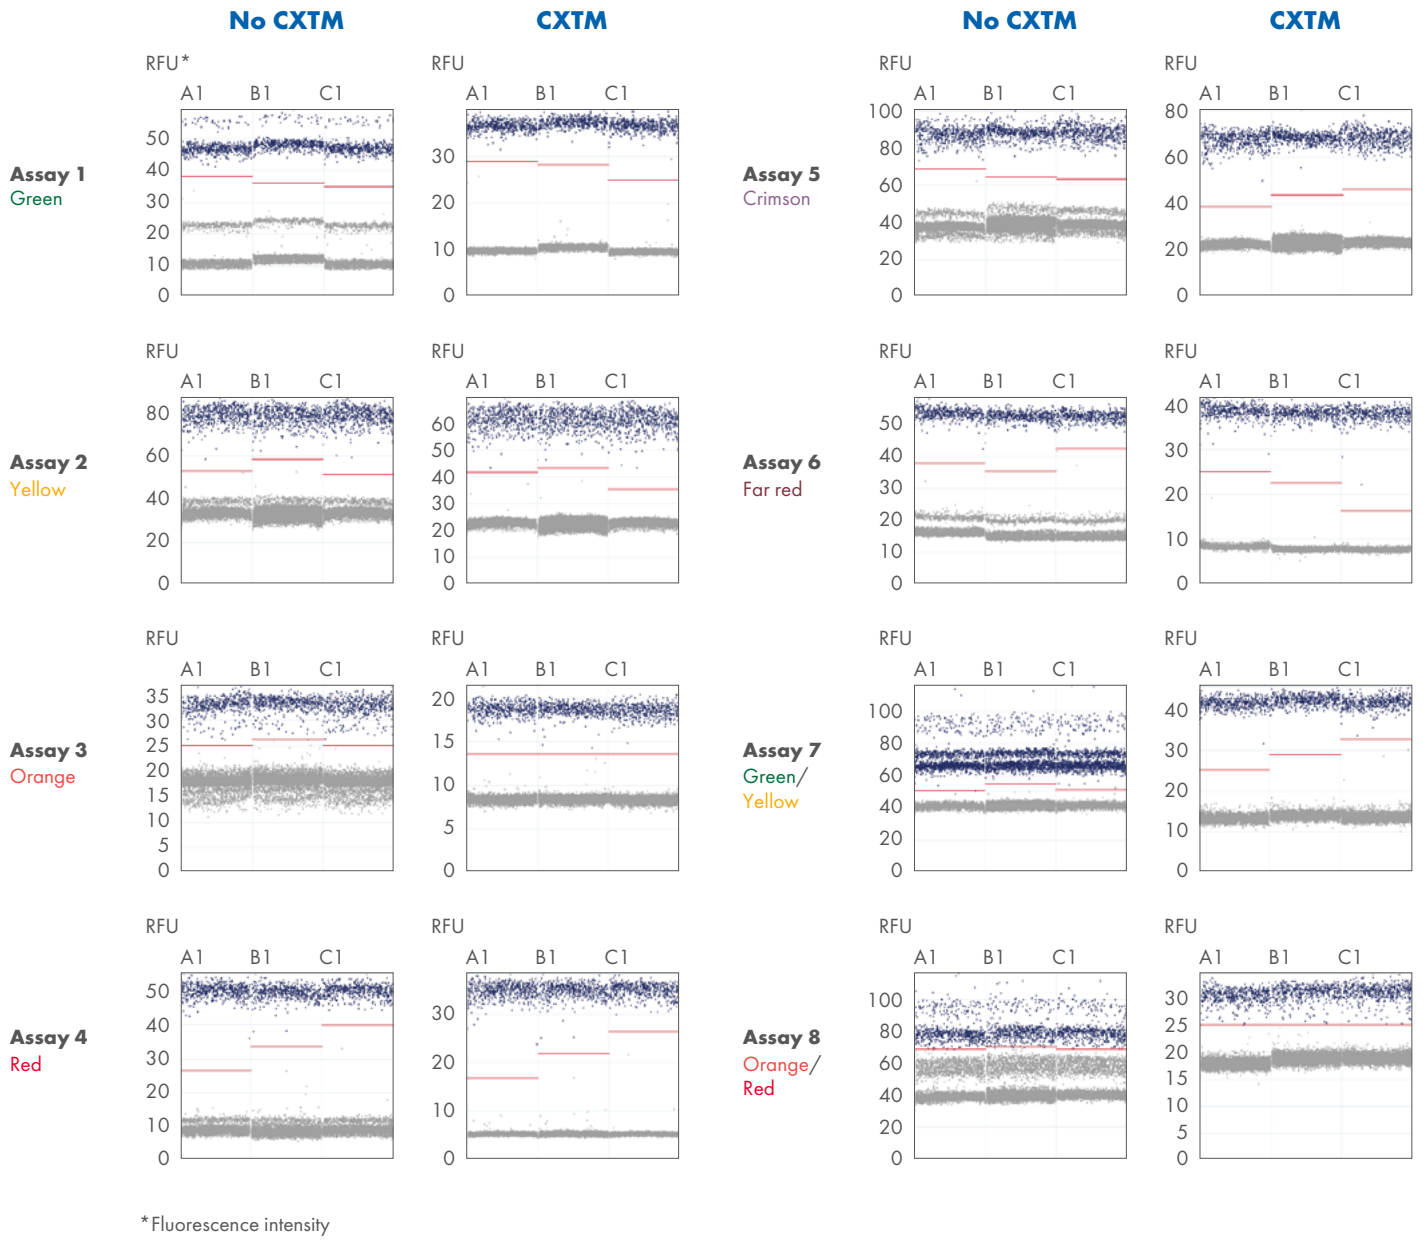 No CXTM
CXTM
No CXTM
CXTM
Assay 1
Green
RFU*
A1 B1 C1
50
40
30
20
10
0
RFU
A1 B1 C1
30
20
10
0
Assay 5
Crimson
RFU
A1 B1 C1
100
80
60
40
20
0
RFU
A1 B1 C1
80
60
40
20
0
Assay 2
Yellow
RFU
A1 B1 C1
80
60
40
20
0
RFU
A1 B1 C1
60
50
40
30
20
10
0
Assay 6
Far red
RFU
A1 B1 C1
50
40
30
20
10
0
RFU
A1 B1 C1
40
30
20
10
0
Assay 3
Orange
RFU
A1 B1 C1
35
30
25
20
15
10
5
0
RFU
A1 B1 C1
20
15
10
5
0
Assay 7
Green/
Yellow
RFU
A1 B1 C1
100
80
60
40
20
0
RFU
A1 B1 C1
40
30
20
10
0
Assay 4
Red
RFU
A1 B1 C1
50
40
30
20
10
0
RFU
A1 B1 C1
30
20
10
0
Assay 8
Orange/
Red
RFU
A1 B1 C1
100
80
60
40
20
0
RFU
A1 B1 C1
30
25
20
15
10
5
0
*Fluorescence intensity